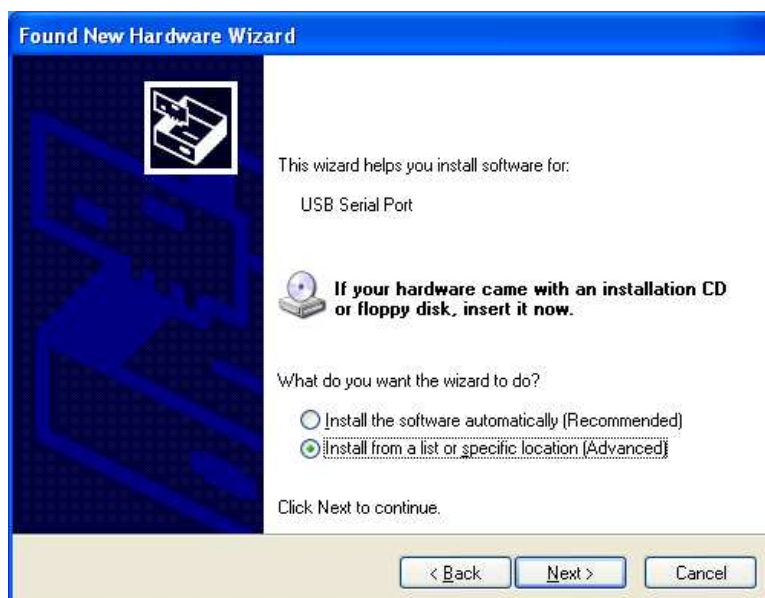 Found New Hardware Wizard
This wizard helps you install software for:
USB Serial Port
If your hardware came with an installation CD
or floppy disk, insert it now.
What do you want the wizard to do?
Install the software automatically (Recommended)
Install from a list or specific location (Advanced)
Click Next to continue.
< Back Next > Cancel